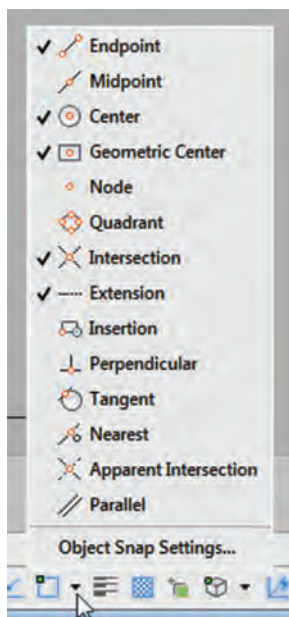 Endpoint
Midpoint
Center
Geometric Center
Node
Quadrant
Intersection
Extension
Insertion
Perpendicular
Tangent
Nearest
Apparent Intersection
Parallel
Object Snap Settings...